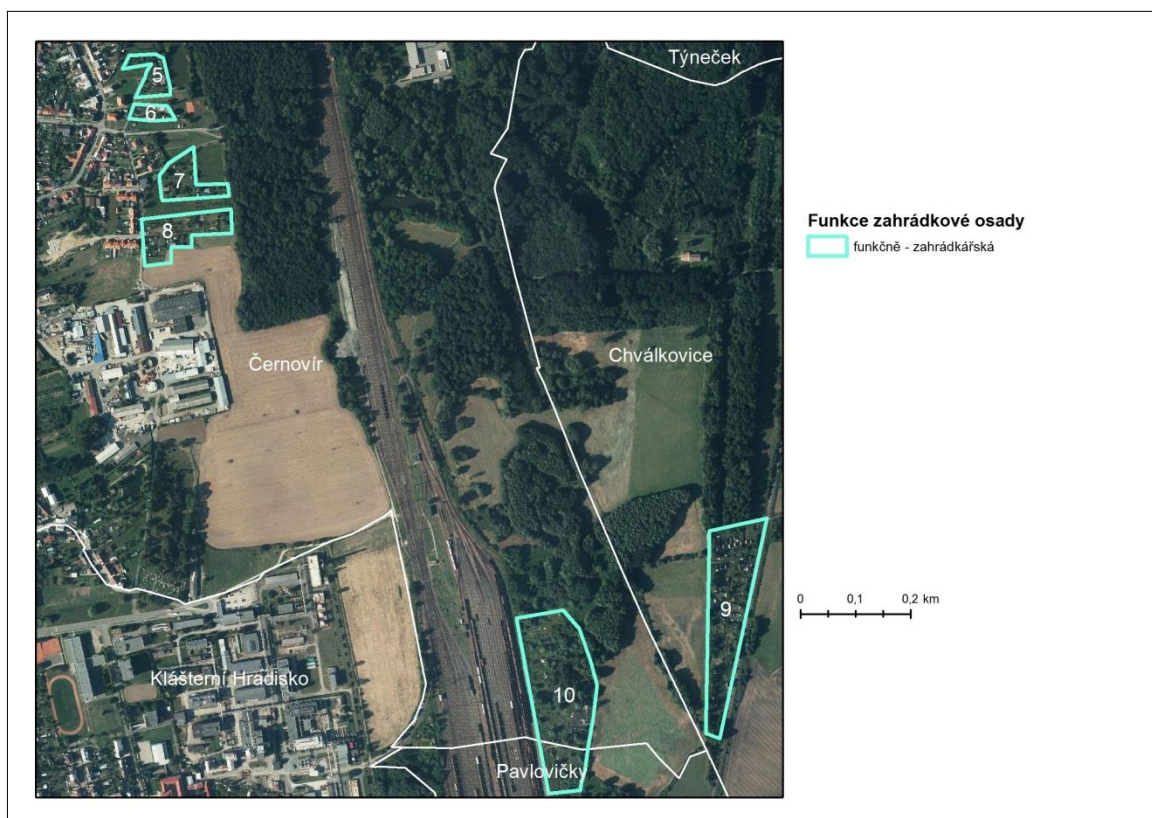 Týneček
5
6
7
8
Černovír
Chválkovice
9
10
Klášterní Hradisko
Pavlovičky
Funkce zahrádkové osady
funkčně - zahrádkářská
0 0,1 0,2 km